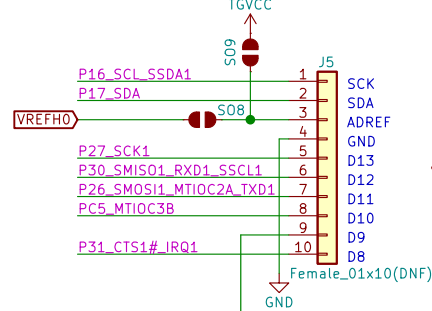 TGVCC
SO9
J5
P16_SCL_SSDA1 1 SCK
P17_SDA 2 SDA
VREFH0 SO8 3 ADREF
4 GND
P27_SCK1 5 D13
P30_SMISO1_RXD1_SSCL1 6 D12
P26_SMOSI1_MTIOC2A_TXD1 7 D11
PC5_MTIOC3B 8 D10
9 D9
P31_CTS1#_IRQ1 10 D8
Female_01x10(DNF)
GND